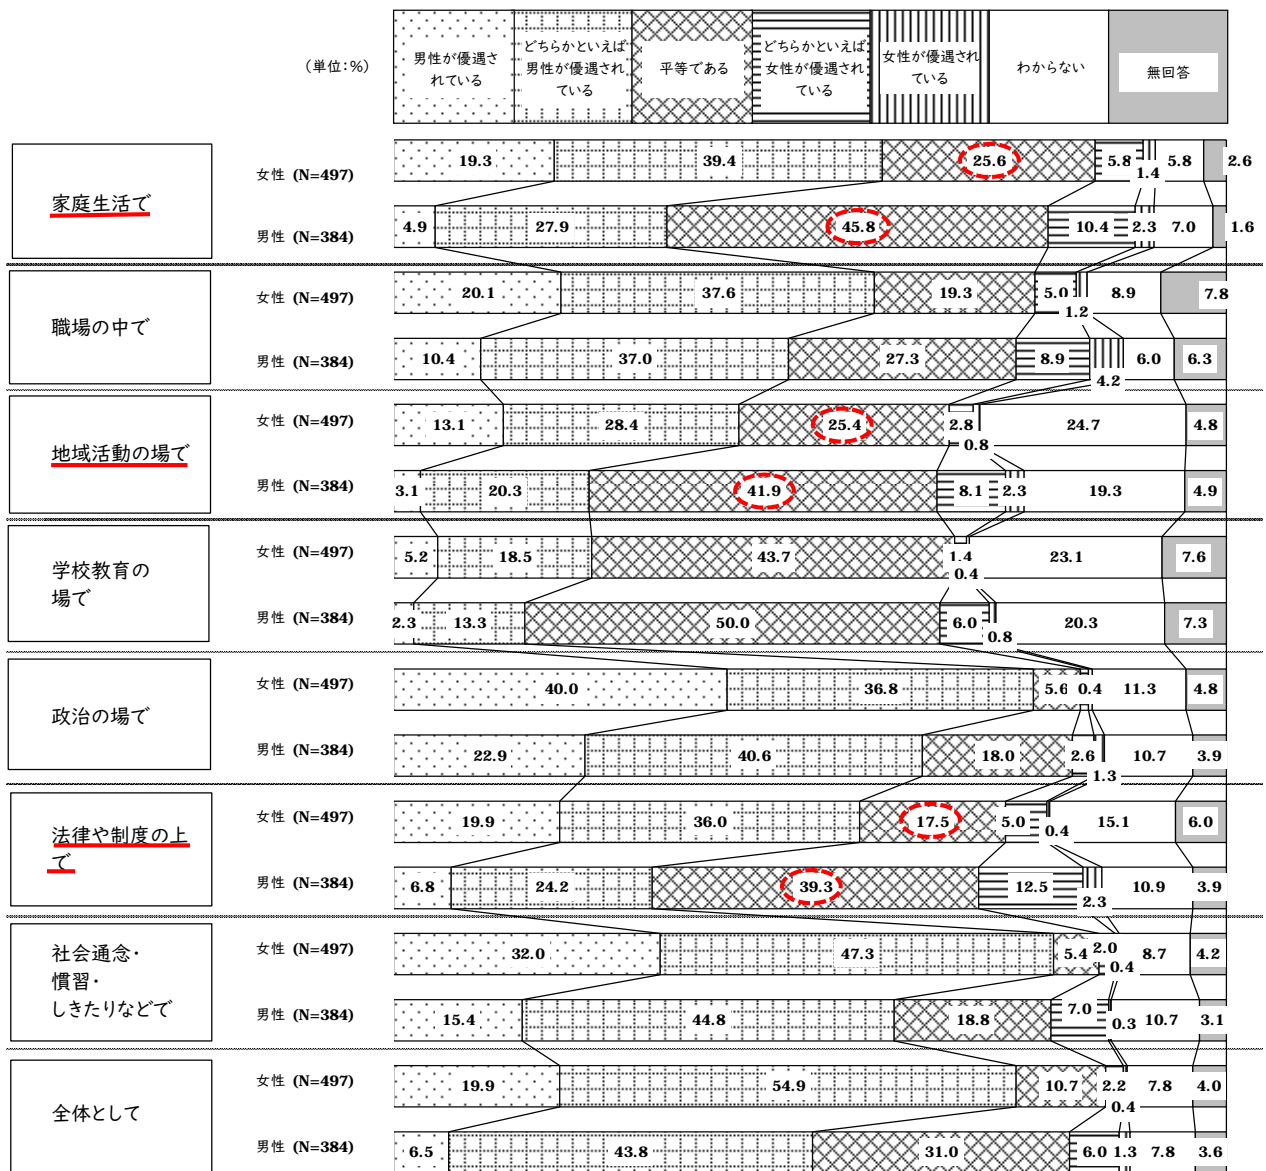 (単位：%)
男性が優遇さ
れている
どちらかといえば
男性が優遇され
ている
平等である
どちらかといえば
女性が優遇され
ている
女性が優遇され
ている
わからない
無回答
家庭生活で
女性 (N=497)
19.3 39.4 25.6 5.8 1.4 5.8 2.6
男性 (N=384)
4.9 27.9 45.8 10.4 2.3 7.0 1.6
職場の中で
女性 (N=497)
20.1 37.6 19.3 5.0 1.2 8.9 7.8
男性 (N=384)
10.4 37.0 27.3 8.9 4.2 6.0 6.3
地域活動の場で
女性 (N=497)
13.1 28.4 25.4 2.8 0.8 24.7 4.8
男性 (N=384)
3.1 20.3 41.9 8.1 2.3 19.3 4.9
学校教育の
場で
女性 (N=497)
5.2 18.5 43.7 1.4 0.4 23.1 7.6
男性 (N=384)
2.3 13.3 50.0 6.0 0.8 20.3 7.3
政治の場で
女性 (N=497)
40.0 36.8 5.6 0.4 11.3 4.8
男性 (N=384)
22.9 40.6 18.0 2.6 1.3 10.7 3.9
法律や制度の上
で
女性 (N=497)
19.9 36.0 17.5 5.0 0.4 15.1 6.0
男性 (N=384)
6.8 24.2 39.3 12.5 2.3 10.9 3.9
社会通念・
慣習・
しきたりなどで
女性 (N=497)
32.0 47.3 5.4 2.0 0.4 8.7 4.2
男性 (N=384)
15.4 44.8 18.8 7.0 0.3 10.7 3.1
全体として
女性 (N=497)
19.9 54.9 10.7 2.2 0.4 7.8 4.0
男性 (N=384)
6.5 43.8 31.0 6.0 1.3 7.8 3.6